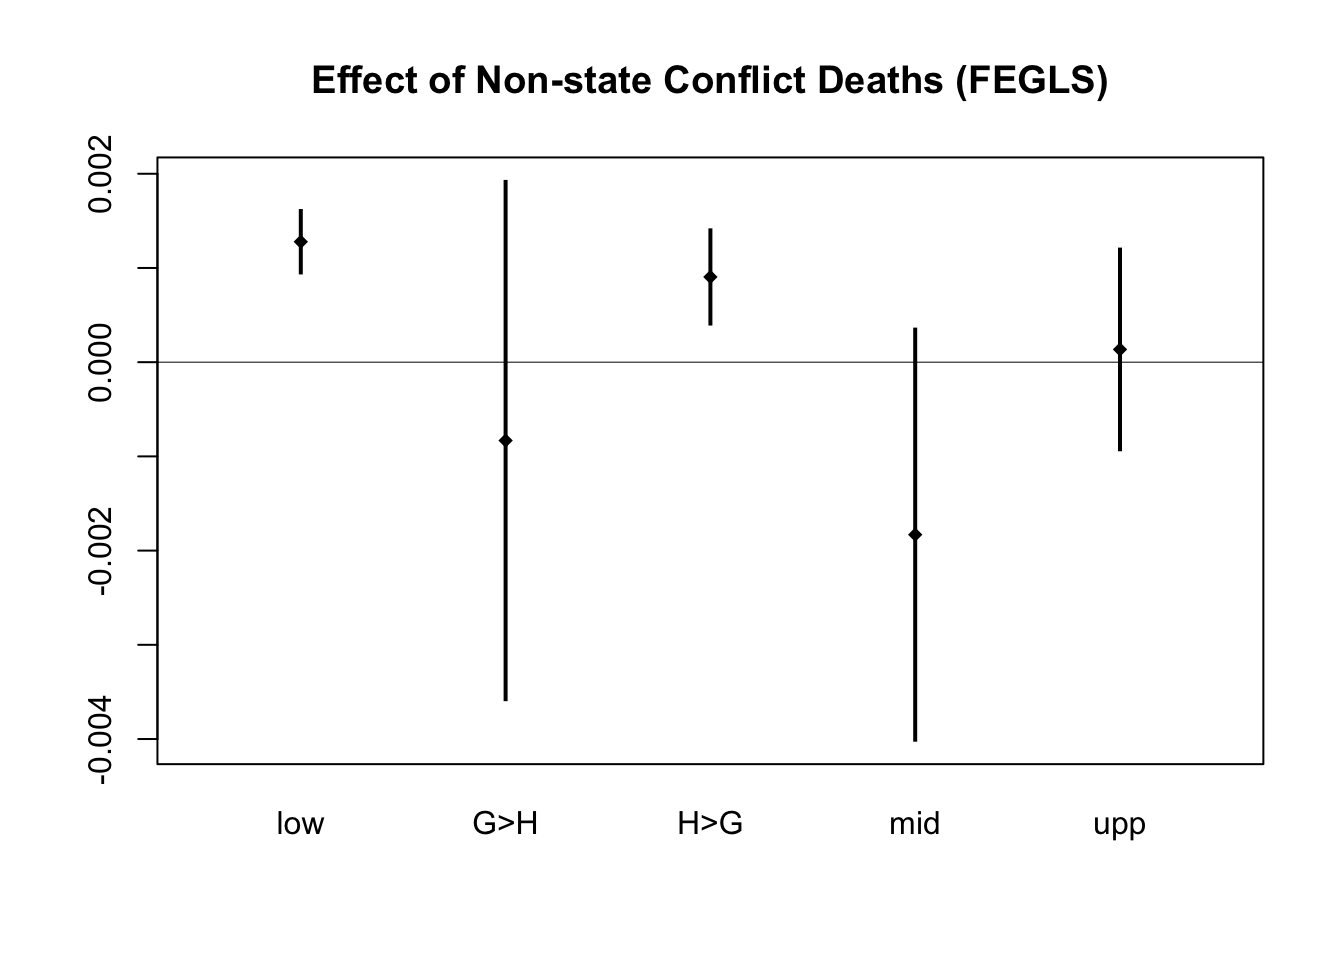 Effect of Non-state Conflict Deaths (FEGLS)
0.002
0.000
-0.002
-0.004
low G>H H>G mid upp